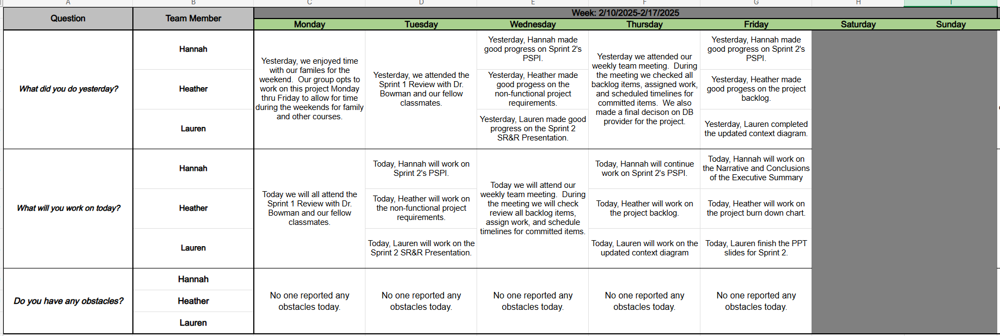 A B C D E F G H I
Question
Team Member
Week: 2/10/2025-2/17/2025
Monday
Tuesday
Wednesday
Thursday
Friday
Saturday
Sunday
What did you do yesterday?
Hannah
Heather
Lauren
Yesterday, we enjoyed time
with our familes for the
weekend. Our group opts to
work on this project Monday
thru Friday to allow for time
during the weekends for family
and other courses.
Yesterday, we attended the
Sprint 1 Review with Dr.
Bowman and our fellow
classmates.
Yesterday, Hannah made
good progress on Sprint 2's
PSPI.
Yesterday, Heather made
good progess on the
non-functional project
requirements.
Yesterday, Lauren made good
progress on the Sprint 2
SR&R Presentation.
Yesterday we attended our
weekly team meeting. During
the meeting we checked all
backlog items, assigned work,
and scheduled timelines for
committed items. We also
made a final decison on DB
provider for the project.
Yesterday, Hannah made
good progress on Sprint 2's
PSPI.
Yesterday, Heather made
good progess on the project
backlog.
Yesterday, Lauren completed
the updated context diagram.
What will you work on today?
Hannah
Heather
Lauren
Today we will all attend the
Sprint 1 Review with Dr.
Bowman and our fellow
classmates.
Today, Hannah will work on
Sprint 2's PSPI.
Today, Heather will work on
the non-functional project
requirements.
Today, Lauren will work on the
Sprint 2 SR&R Presentation.
Today we will attend our
weekly team meeting. During
the meeting we will check
review all backlog items,
assign work, and schedule
timelines for committed items.
Today, Hannah will continue
work on Sprint 2's PSPI.
Today, Heather will work on
the project backlog.
Today, Lauren will work on the
updated context diagram
Today, Hannah will work on
the Narrative and Conclusions
of the Executive Summary
Today, Heather will work on
the project burn down chart.
Today, Lauren finish the PPT
slides for Sprint 2.
Do you have any obstacles?
Hannah
Heather
Lauren
No one reported any
obstacles today.
No one reported any
obstacles today.
No one reported any
obstacles today.
No one reported any
obstacles today.
No one reported any
obstacles today.